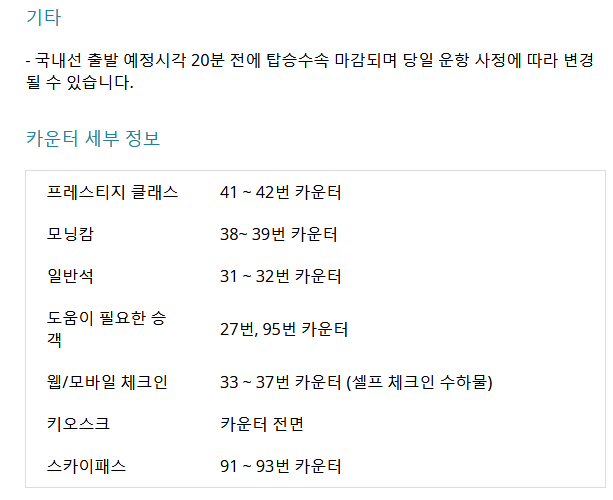 기타
- 국내선 출발 예정시각 20분 전에 탑승수속 마감되며 당일 운항 사정에 따라 변경
될 수 있습니다.
카운터 세부 정보
프레스티지 클래스 41 ~ 42번 카운터
모닝캄 38~ 39번 카운터
일반석 31 ~ 32번 카운터
도움이 필요한 승
객 27번, 95번 카운터
웹/모바일 체크인 33 ~ 37번 카운터 (셀프 체크인 수하물)
키오스크 카운터 전면
스카이패스 91 ~ 93번 카운터